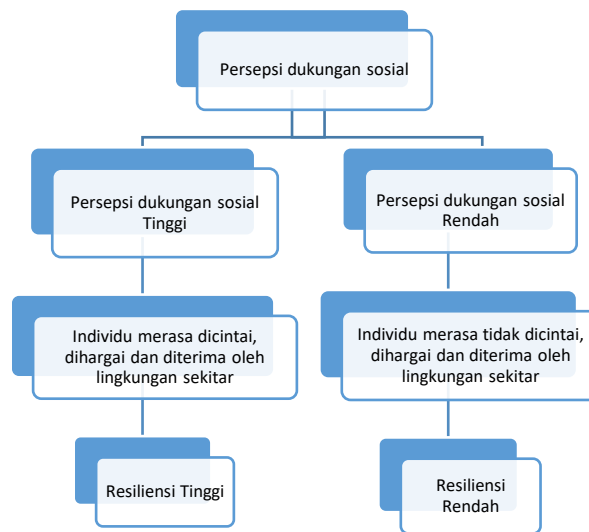 Persepsi dukungan sosial
Persepsi dukungan sosial
Tinggi
Persepsi dukungan sosial
Rendah
Individu merasa dicintai,
dihargai dan diterima oleh
lingkungan sekitar
Individu merasa tidak dicintai,
dihargai dan diterima oleh
lingkungan sekitar
Resiliensi Tinggi
Resiliensi
Rendah